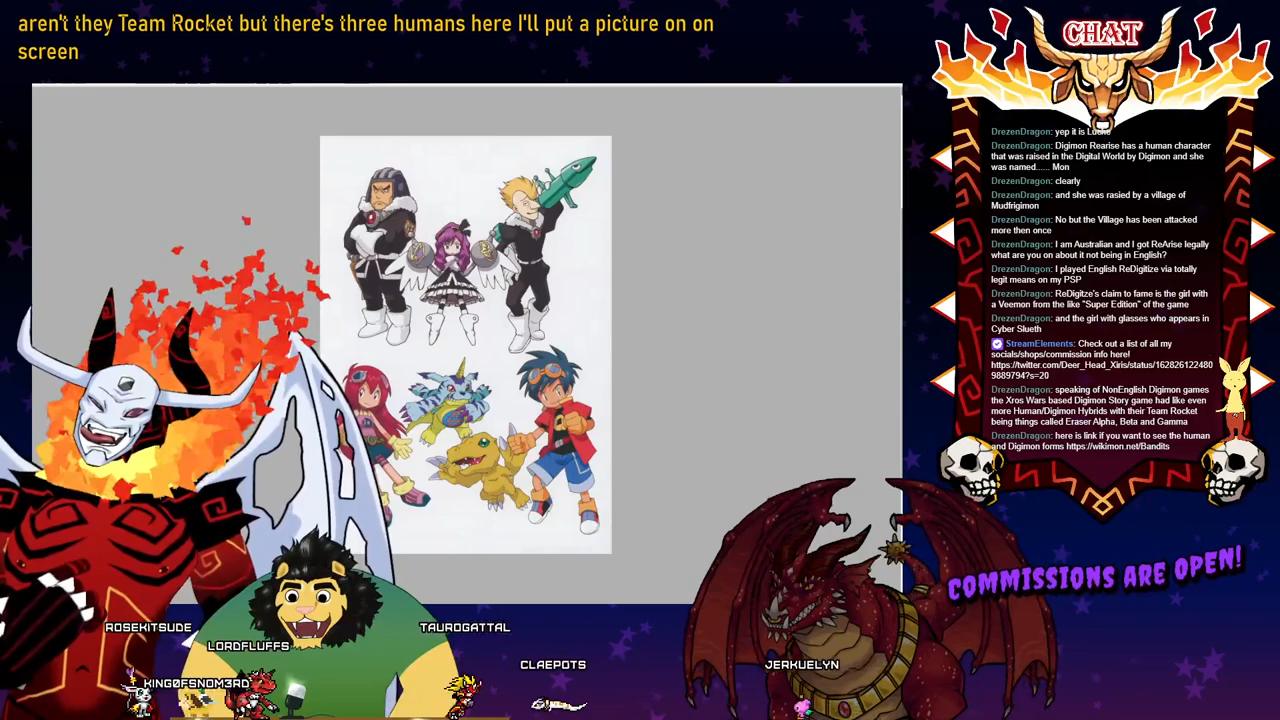 aren't they Team Rocket but there's three humans here I'll put a picture on on
screen
CHAT
DrezenDragon: yep it is Lucke
DrezenDragon: Digimon Rearise has a human character
that was raised in the Digital World by Digimon and she
was named...... Mon
DrezenDragon: clearly
DrezenDragon: and she was rasied by a village of
Mudfrigimon
DrezenDragon: No but the Village has been attacked
more then once
DrezenDragon: I am Australian and I got ReArise legally
what are you on about it not being in English?
DrezenDragon: I played English ReDigitize via totally
legit means on my PSP
DrezenDragon: ReDigitze's claim to fame is the girl with
a Veemon from the like "Super Edition" of the game
DrezenDragon: and the girl with glasses who appears in
Cyber Slueth
StreamElements: Check out a list of all my
socials/shops/commission info here!
https://twitter.com/Deer_Head_Xiris/status/162826122480
9889794?s=20
DrezenDragon: speaking of NonEnglish Digimon games
the Xros Wars based Digimon Story game had like even
more Human/Digimon Hybrids with their Team Rocket
being things called Eraser Alpha, Beta and Gamma
DrezenDragon: here is link if you want to see the human
and Digimon forms https://wikimon.net/Bandits
COMMISSIONS ARE OPEN!
ROSEKITSUDE
LORDFLUFFS
TAUROGATTAL
CLAEPOTS
JERKUELYN
KINGØFSNOM3RD